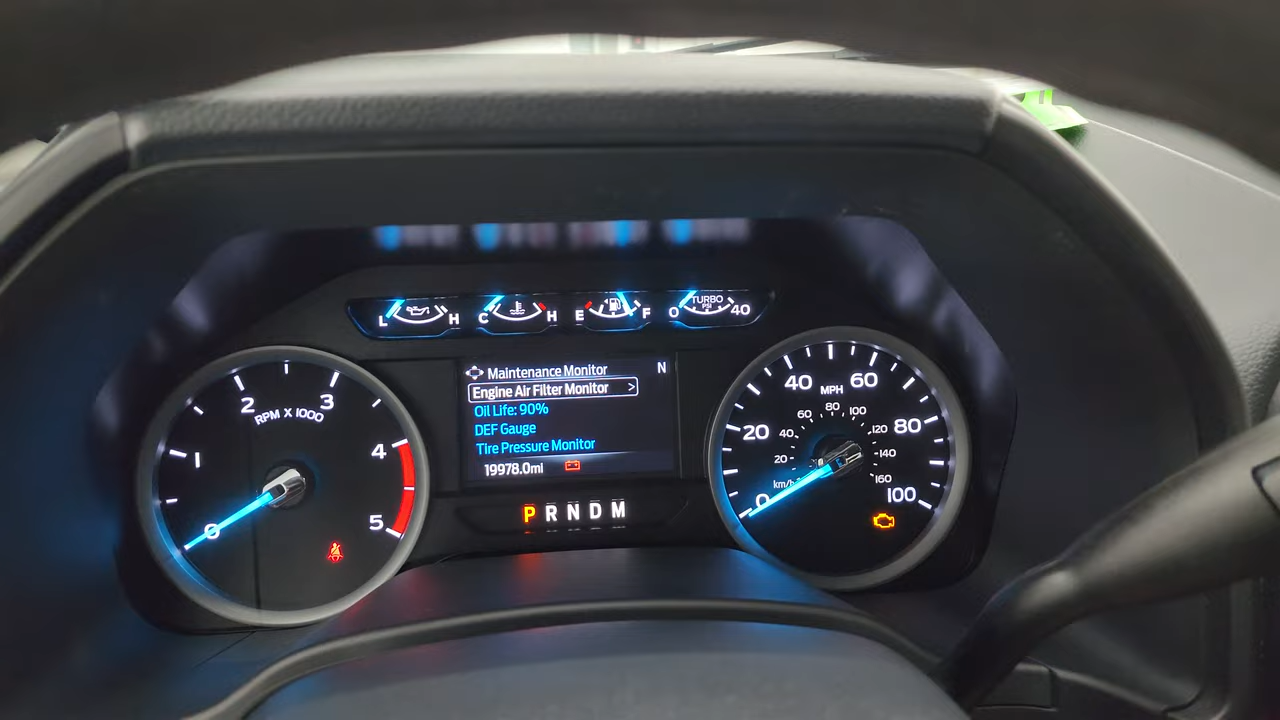 L H
C H
E F
TURBO
PSI
0 40
Maintenance Monitor N
Engine Air Filter Monitor >
Oil Life: 90%
DEF Gauge
Tire Pressure Monitor
19978.0mi
P R N D M
0 1 2 3 4 5
RPM X 1000
0 20 40 60 80 100
MPH
20 40 60 80 100 120 140 160
km/h